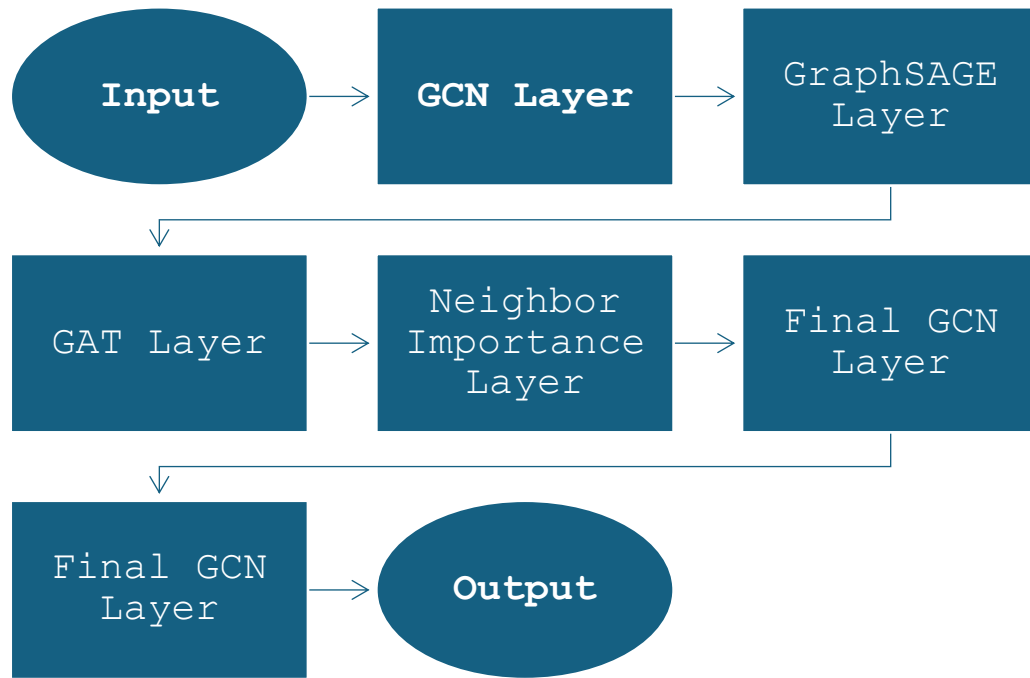 Input
GCN Layer
GraphSAGE
Layer
GAT Layer
Neighbor
Importance
Layer
Final GCN
Layer
Final GCN
Layer
Output